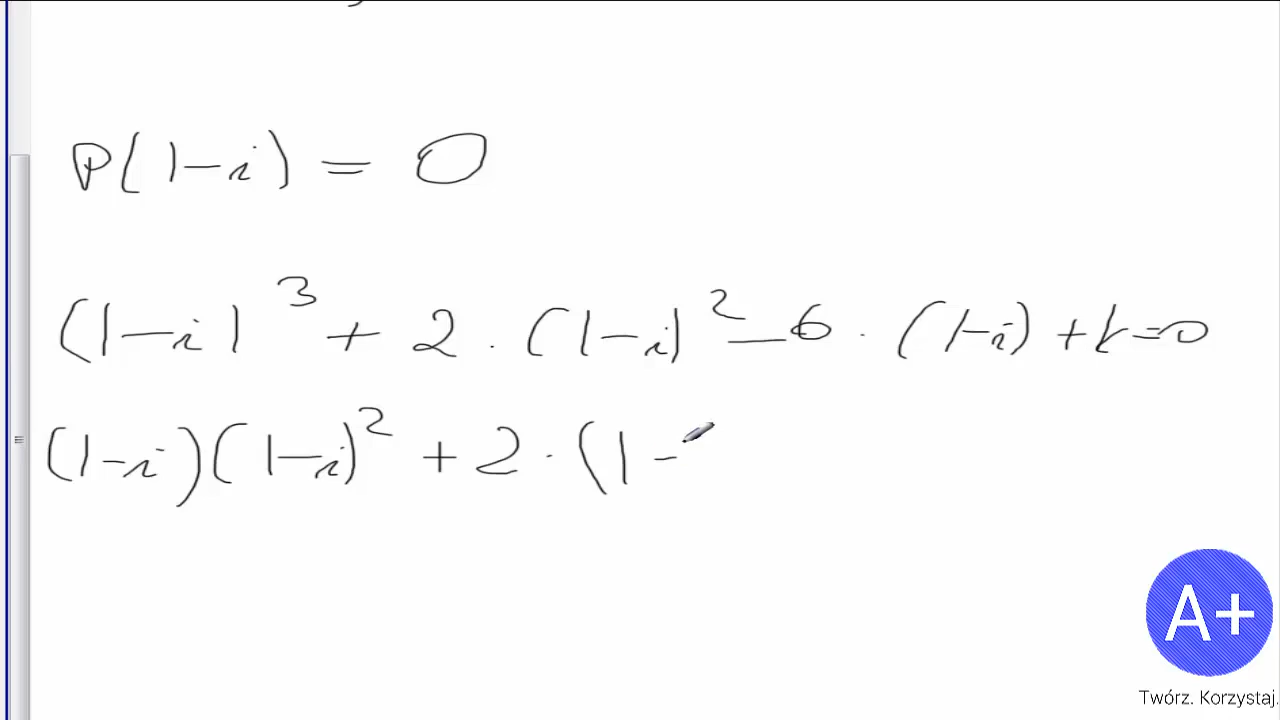 P(1-i) = 0
(1-i)³ + 2 · (1-i)² - 6 · (1-i) + k = 0
(1-i)(1-i)² + 2 · (1 -
A+
Twórz. Korzystaj.